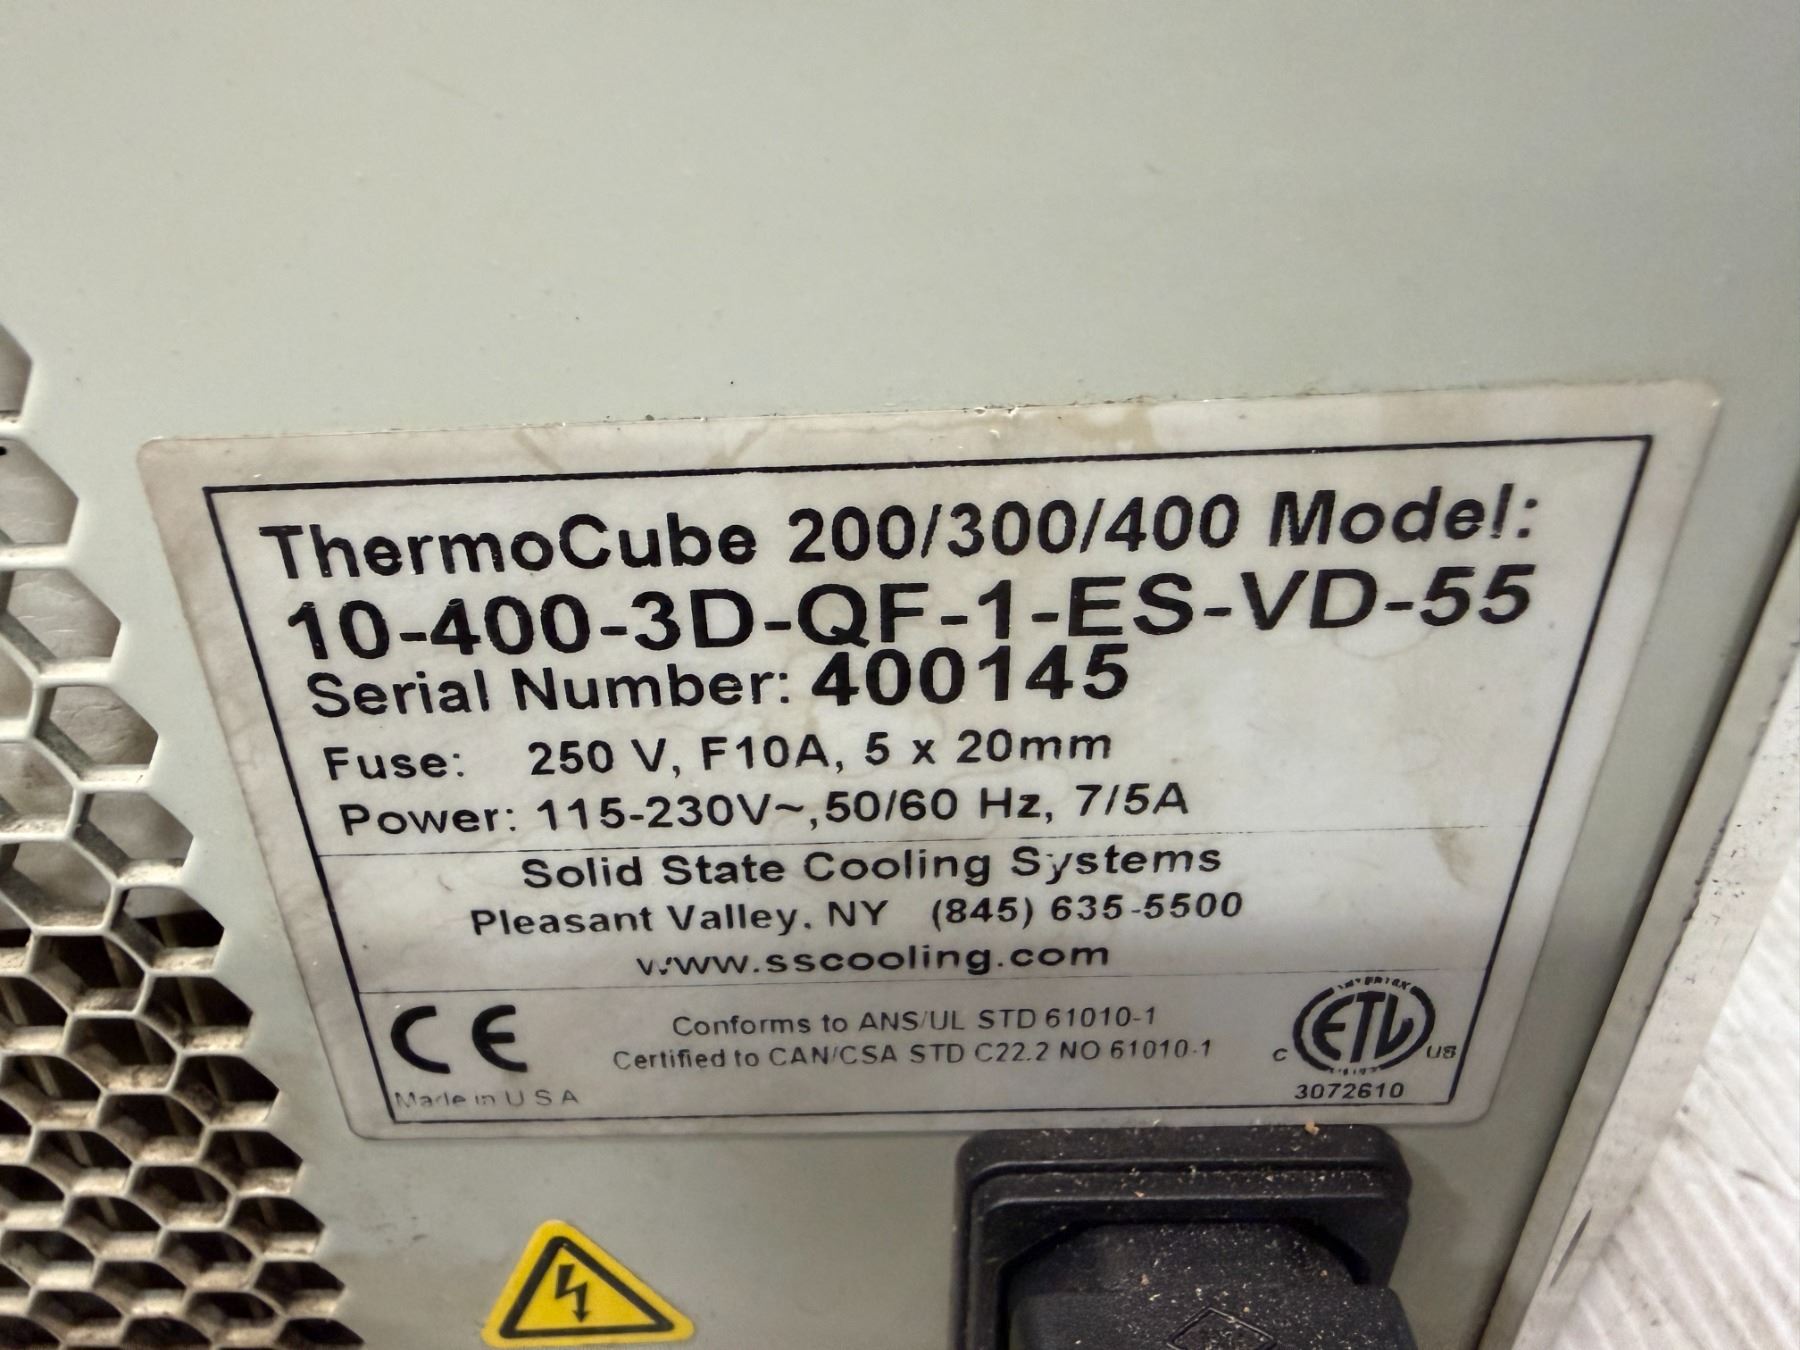 ThermoCube 200/300/400 Model:
10-400-3D-QF-1-ES-VD-55
Serial Number: 400145
Fuse: 250 V, F10A, 5 x 20mm
Power: 115-230V~,50/60 Hz, 7/5A
Solid State Cooling Systems
Pleasant Valley, NY (845) 635-5500
www.sscooling.com
CE
Conforms to ANS/UL STD 61010-1
Certified to CAN/CSA STD C22.2 NO 61010-1
Made in U S A
ETL
C US
3072610